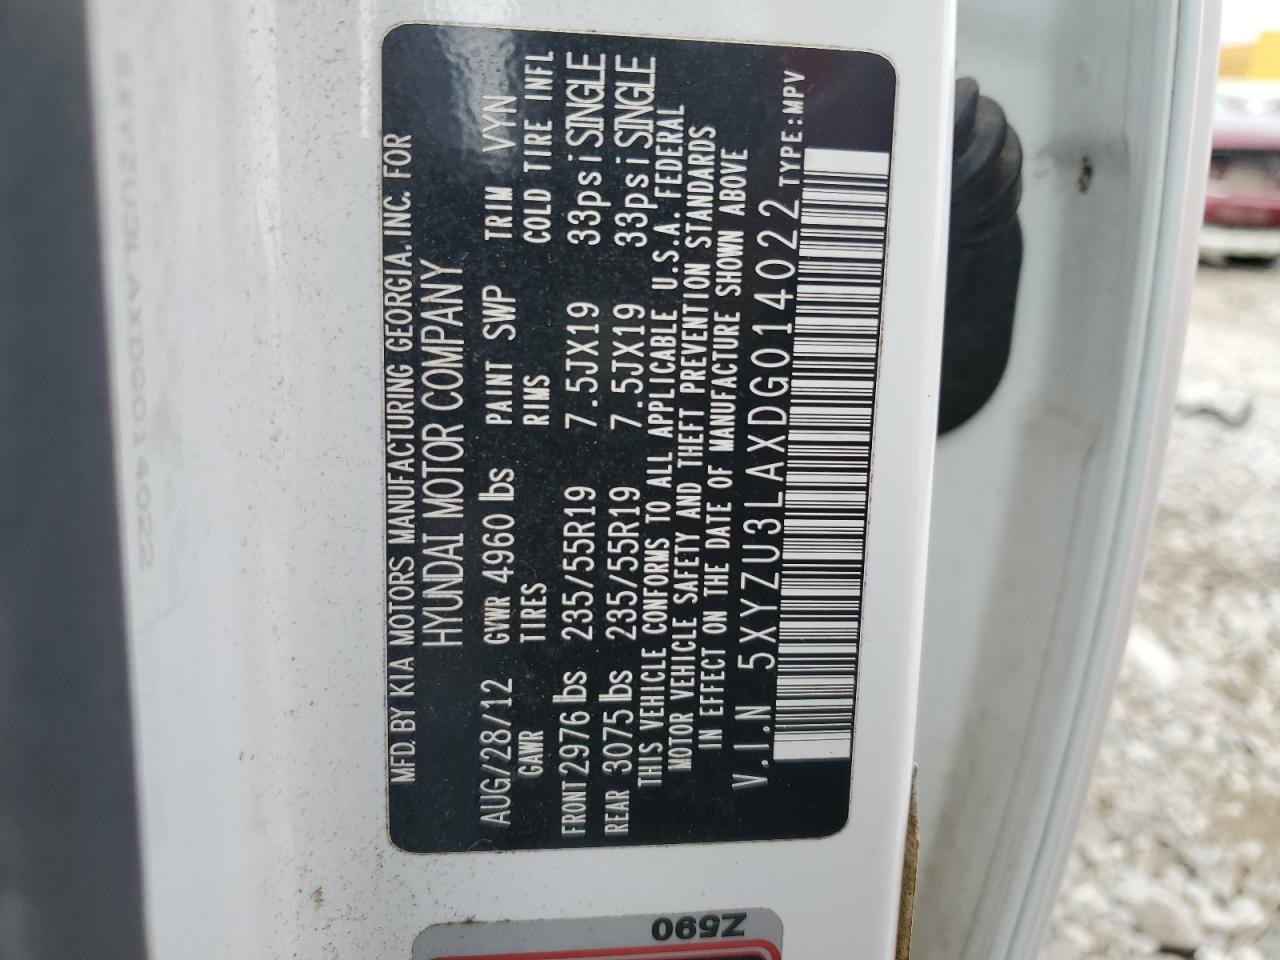 MFD. BY KIA MOTORS MANUFACTURING GEORGIA, INC. FOR
HYUNDAI MOTOR COMPANY
AUG/28/12 GVWR 4960 lbs PAINT SWP TRIM VYN
GAWR TIRES RIMS COLD TIRE INFL
FRONT 2976 lbs 235/55R19 7.5JX19 33psi SINGLE
REAR 3075 lbs 235/55R19 7.5JX19 33psi SINGLE
THIS VEHICLE CONFORMS TO ALL APPLICABLE U.S.A. FEDERAL
MOTOR VEHICLE SAFETY AND THEFT PREVENTION STANDARDS
IN EFFECT ON THE DATE OF MANUFACTURE SHOWN ABOVE
V.I.N 5XYZU3LAXDG014022 TYPE:MPV
Z590